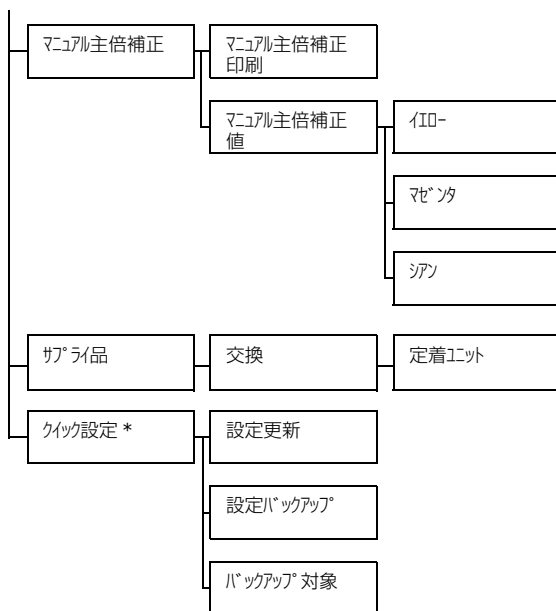 ﾏﾆｭｱﾙ主倍補正
ﾏﾆｭｱﾙ主倍補正
印刷
ﾏﾆｭｱﾙ主倍補正
値
ｲｴﾛｰ
ﾏｾﾞﾝﾀ
ｼｱﾝ
ｻﾌﾟﾗｲ品
交換
定着ﾕﾆｯﾄ
ｸｲｯｸ設定 *
設定更新
設定ﾊﾞｯｸｱｯﾌﾟ
ﾊﾞｯｸｱｯﾌﾟ対象